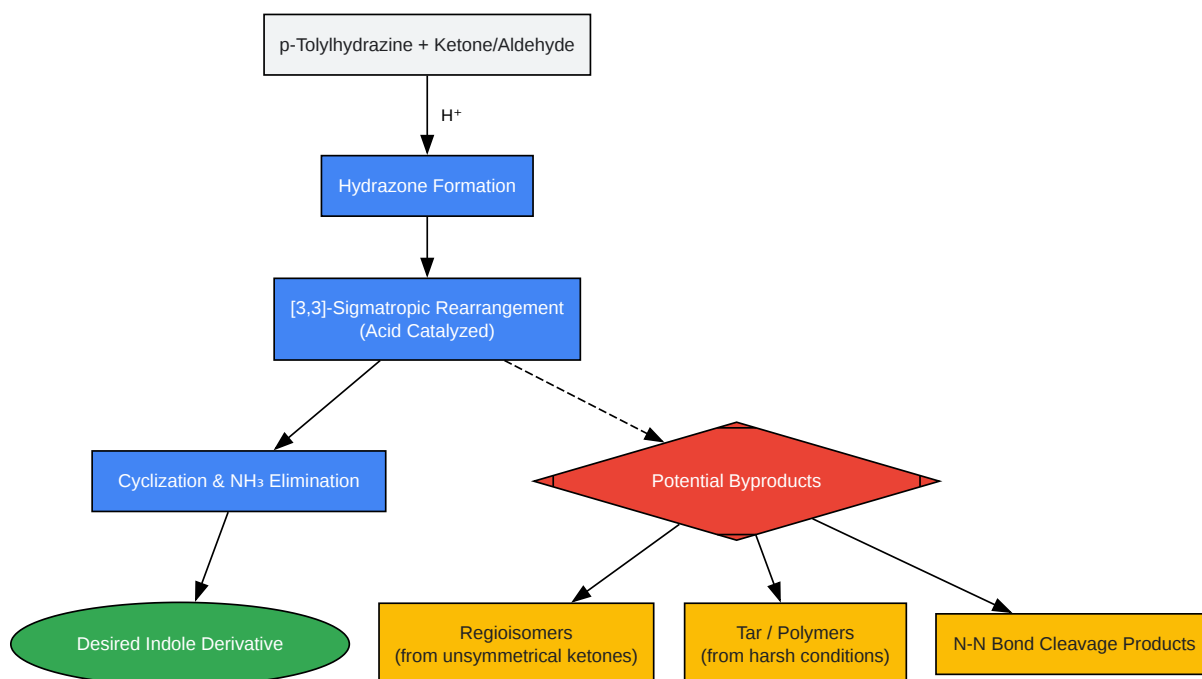 p-Tolylhydrazine + Ketone/Aldehyde
H⁺
Hydrazone Formation
[3,3]-Sigmatropic Rearrangement
(Acid Catalyzed)
Cyclization & NH₃ Elimination
Potential Byproducts
Desired Indole Derivative
Regioisomers
(from unsymmetrical ketones)
Tar / Polymers
(from harsh conditions)
N-N Bond Cleavage Products